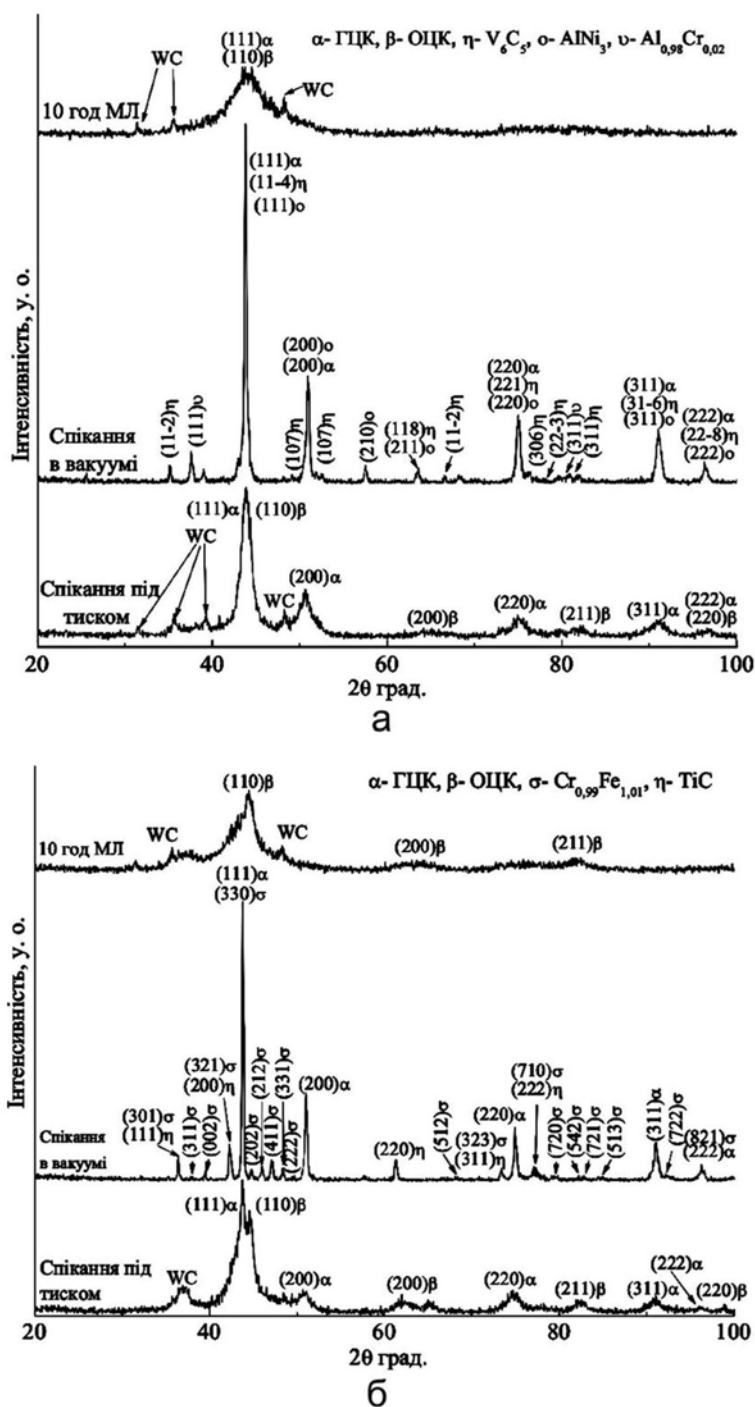 α- ГЦК, β- ОЦК, η- V₆C₅, o- AlNi₃, υ- Al₀,₉₈Cr₀,₀₂
(111)α
(110)β
WC
WC
10 год МЛ
(111)α
(11-4)η
(111)o
Інтенсивність, у. о.
(200)o
(200)α
(11-2)η
(111)υ
(107)η
(107)η
(210)o
(118)η
(211)o
(11-2)η
(220)α
(221)η
(220)o
(306)η
(22-3)η
(311)υ
(311)η
(311)α
(31-6)η
(311)o
(222)α
(22-8)η
(222)o
Спікання
в вакуумі
(111)α
(110)β
WC
Спікання під
тиском
WC
(200)α
(200)β
(220)α
(211)β
(311)α
(222)α
(220)β
20 40 60 80 100
2θ град.
а
α- ГЦК, β- ОЦК, σ- Cr₀,₉₉Fe₁,₀₁, η- TiC
(110)β
WC
WC
10 год МЛ
(200)β
(211)β
(111)α
(330)σ
Інтенсивність, у. о.
(301)σ
(111)η
(311)σ
(002)σ
(321)σ
(200)η
(202)σ
(212)σ
(411)σ
(331)σ
(222)σ
(200)α
(220)η
(512)σ
(323)σ
(311)η
(220)α
(710)σ
(222)η
(720)σ
(542)σ
(721)σ
(513)σ
(311)α
(722)σ
(821)σ
(222)α
Спікання
в вакуумі
(111)α
(110)β
Спікання під
тиском
WC
(200)α
(200)β
(220)α
(211)β
(311)α
(222)α
(220)β
20 40 60 80 100
2θ град.
б